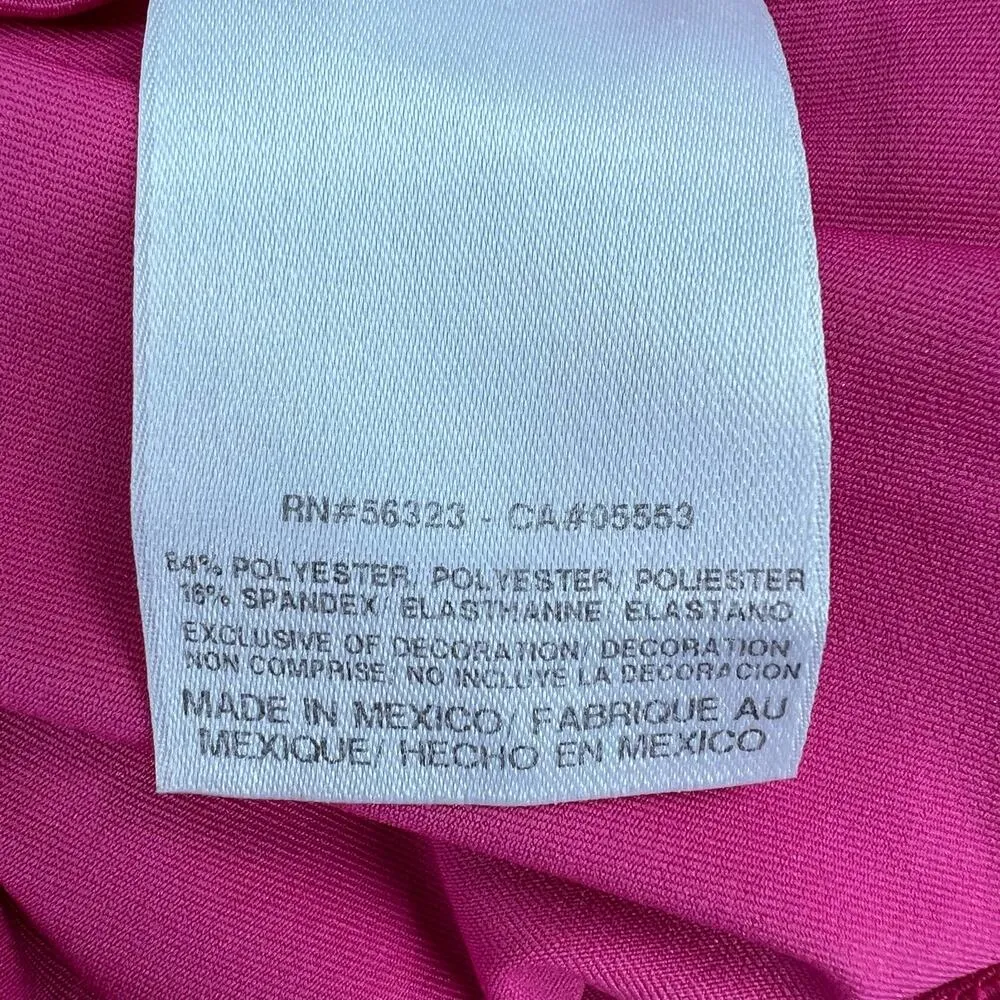 RN#56323 - CA#05553
84% POLYESTER/ POLYESTER/ POLIESTER
16% SPANDEX/ ELASTHANNE/ ELASTANO
EXCLUSIVE OF DECORATION/ DECORATION
NON COMPRISE/ NO INCLUYE LA DECORACION
MADE IN MEXICO/ FABRIQUE AU
MEXIQUE/ HECHO EN MEXICO